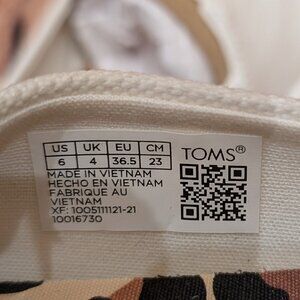 US UK EU CM TOMS®
6 4 36.5 23
MADE IN VIETNAM
HECHO EN VIETNAM
FABRIQUE AU
VIETNAM
XF: 1005111121-21
10016730